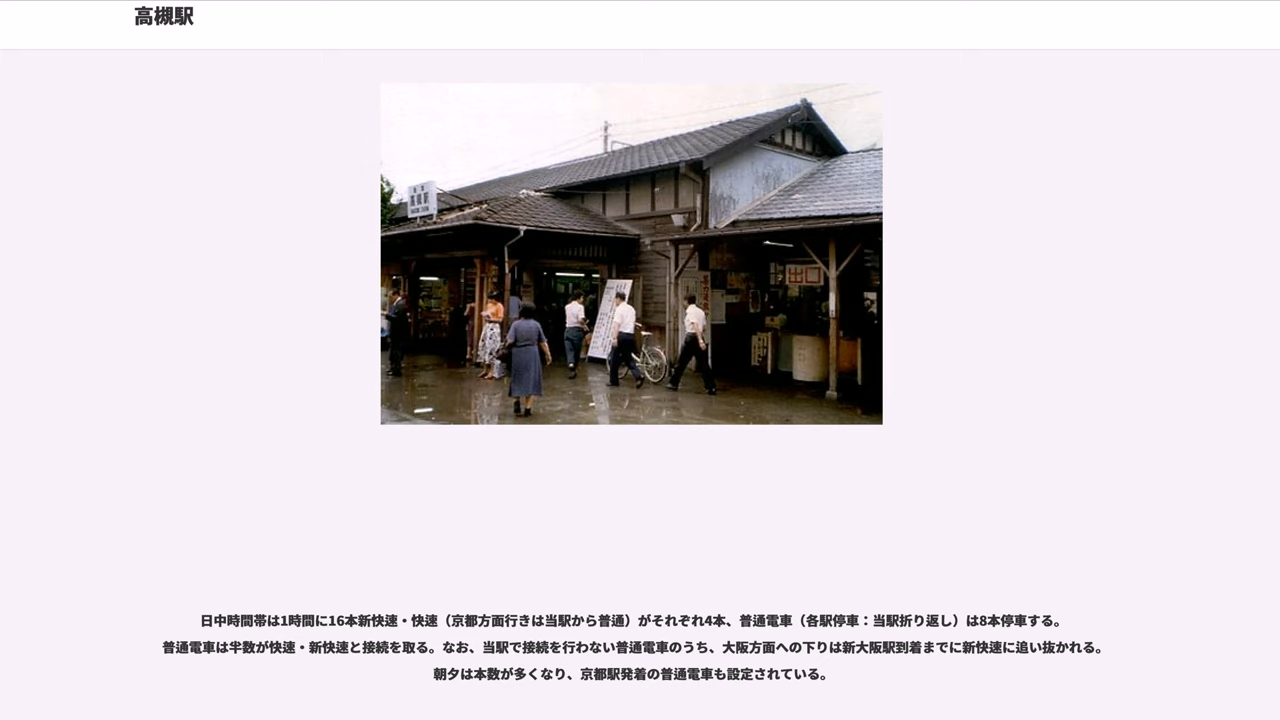 高槻駅
高槻駅
出口
日中時間帯は1時間に16本新快速・快速（京都方面行きは当駅から普通）がそれぞれ4本、普通電車（各駅停車：当駅折り返し）は8本停車する。
普通電車は半数が快速・新快速と接続を取る。なお、当駅で接続を行わない普通電車のうち、大阪方面への下りは新大阪駅到着までに新快速に追い抜かれる。
朝夕は本数が多くなり、京都駅発着の普通電車も設定されている。